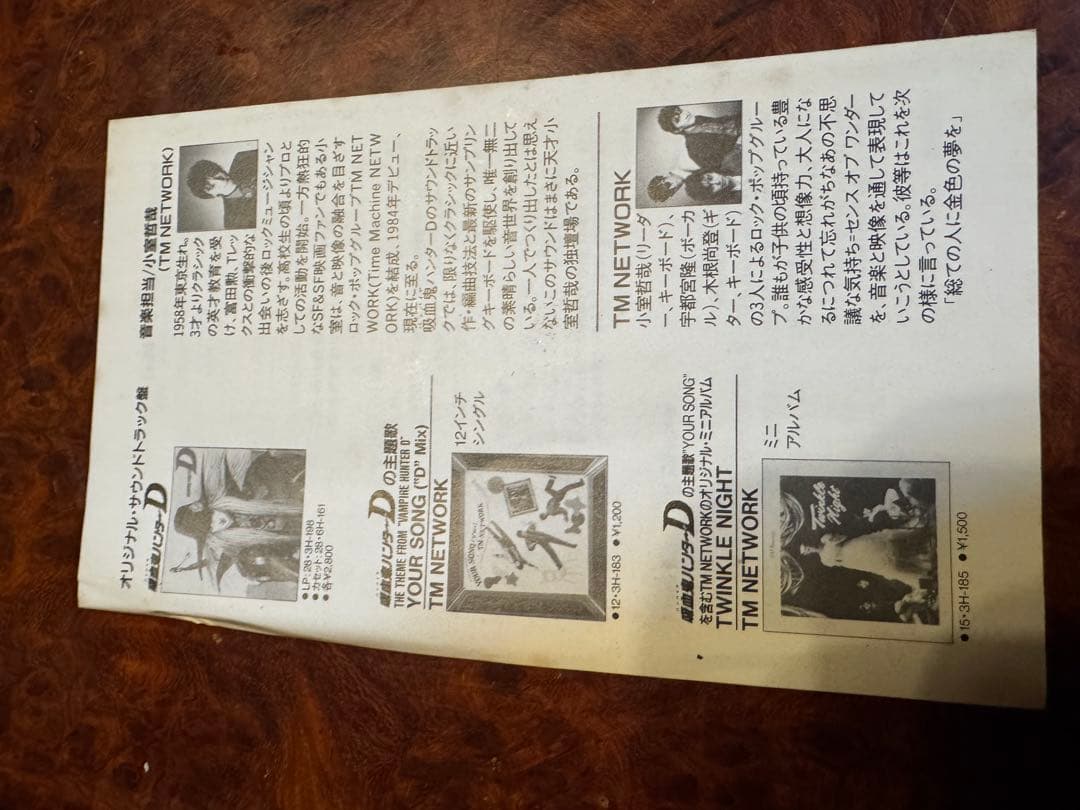 音楽担当/小室哲哉
(TM NETWORK)
1958年東京生れ。
3才よりクラシック
の英才教育を受
け、富田勲、T.レッ
クスとの衝撃的な
出会いの後ロックミュージシャン
を志ざす。高校生の頃よりプロと
しての活動を開始。一方熱狂的
なSF&SF映画ファンでもある小
室は、音と映像の融合を目ざす
ロック・ポップグループTM NET
WORK(Time Machine NETW
ORK)を結成、1984年デビュー、
現在に至る。
吸血鬼ハンターDのサウンドトラッ
クでは、限りなくクラシックに近い
作・編曲技法と最新のサンプリン
グキーボードを駆使し、唯一無二
の素晴らしい音世界を創り出して
いる。一人でつくり出したとは思え
ないこのサウンドはまさに天才小
室哲哉の独壇場である。
TM NETWORK
小室哲哉(リーダ
ー、キーボード)、
宇都宮隆(ボーカ
ル)、木根尚登(ギ
ター、キーボード)
の3人によるロック・ポップグルー
プ。誰もが子供の頃持っている豊
かな感受性と想像力、大人にな
るにつれて忘れがちなあの不思
議な気持ち=センス オブ ワンダー
を、音楽と映像を通して表現して
いこうとしている。彼等はこれを次
の様に言っている。
「総ての人に金色の夢を」
オリジナル・サウンドトラック盤
吸血鬼ハンターD
●LP:28・3H-198
●カセット:28・6H-161
●各¥2,800
吸血鬼ハンターDの主題歌
THE THEME FROM "VAMPIRE HUNTER D"
YOUR SONG ("D" Mix)
TM NETWORK
12インチ
シングル
YOUR SONG
TM NETWORK
●12・3H-183 ●¥1,200
吸血鬼ハンターDの主題歌"YOUR SONG"
を含むTM NETWORKのオリジナル・ミニアルバム
TWINKLE NIGHT
TM NETWORK
ミニ
アルバム
Twinkle
Night
●15・3H-185 ●¥1,500